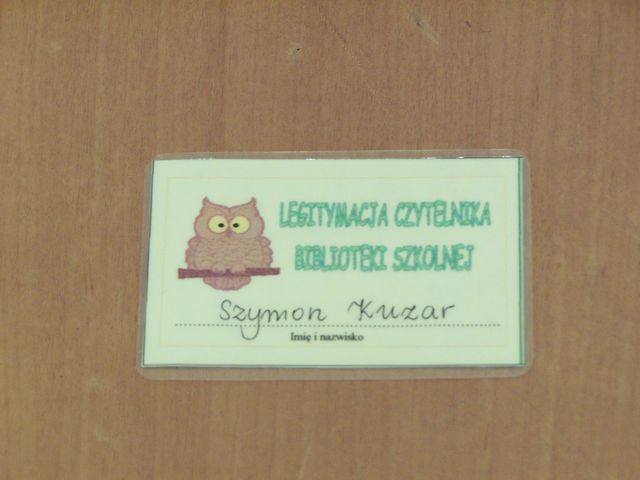 LEGITYMACJA CZYTELNIKA
BIBLIOTEKI SZKOLNEJ
Szymon Kuzar
Imię i nazwisko